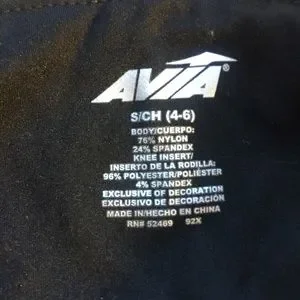 AVIA®
S/CH (4-6)
BODY/CUERPO:
76% NYLON
24% SPANDEX
KNEE INSERT/
INSERTO DE LA RODILLA:
96% POLYESTER/POLIÉSTER
4% SPANDEX
EXCLUSIVE OF DECORATION
EXCLUSIVO DE DECORACIÓN
MADE IN/HECHO EN CHINA
RN# 52469 92X